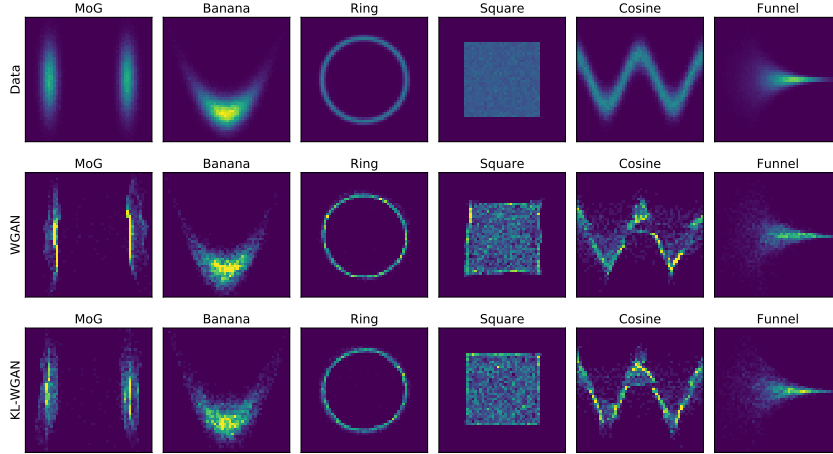 MoG Banana Ring Square Cosine Funnel
Data
MoG Banana Ring Square Cosine Funnel
WGAN
MoG Banana Ring Square Cosine Funnel
KL-WGAN